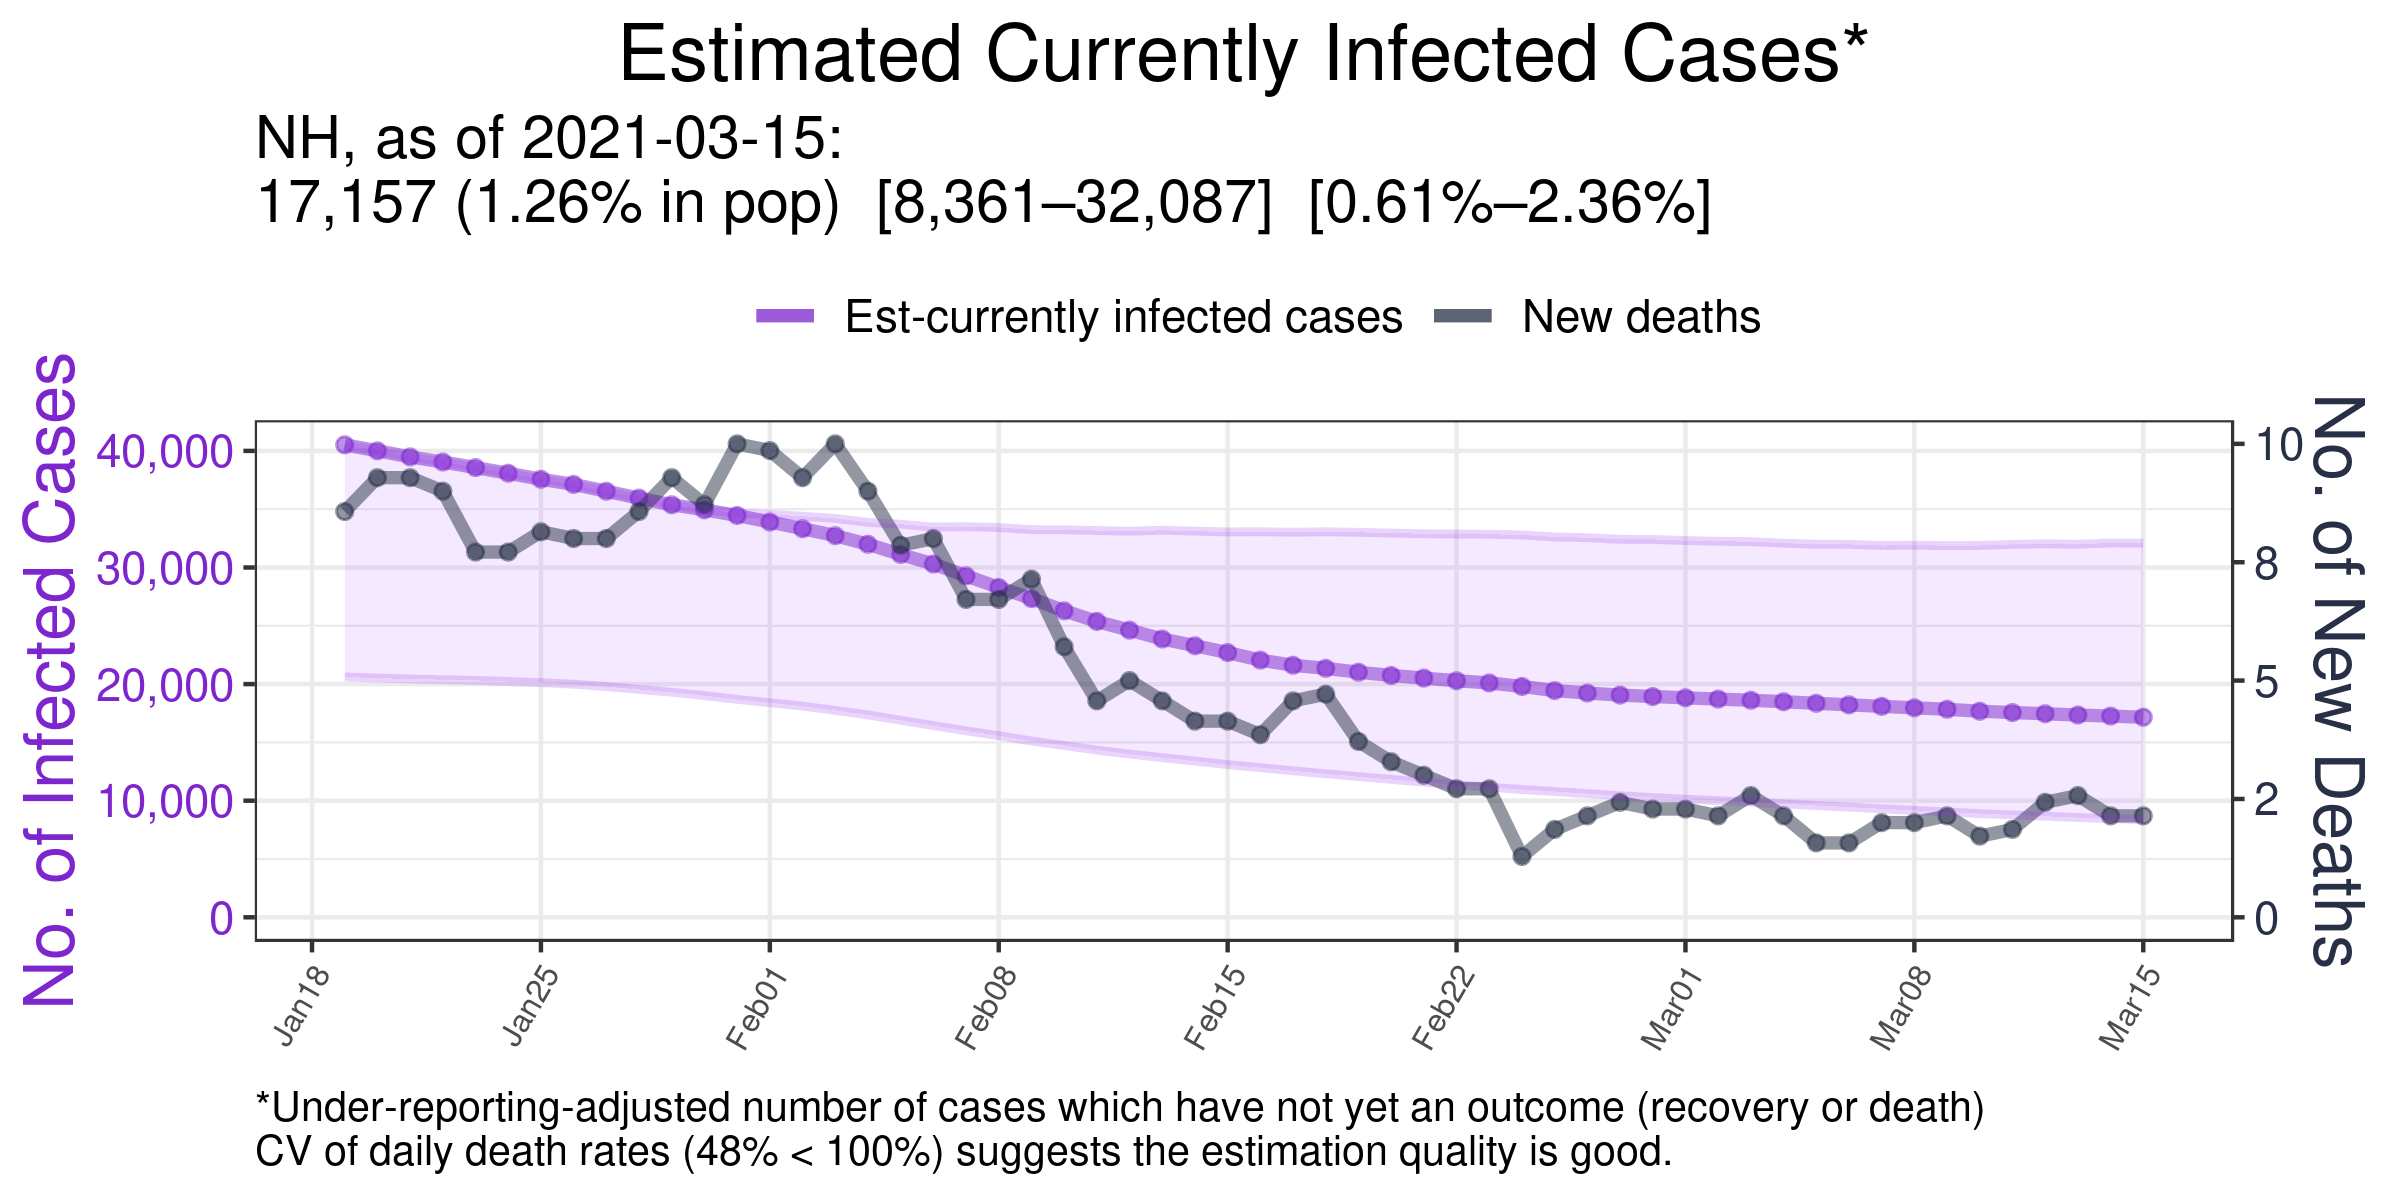 Estimated Currently Infected Cases*
NH, as of 2021-03-15:
17,157 (1.26% in pop)  [8,361–32,087]  [0.61%–2.36%]
Est-currently infected cases
New deaths
No. of Infected Cases
40,000
30,000
20,000
10,000
0
10
8
5
2
0
No. of New Deaths
Jan18
Jan25
Feb01
Feb08
Feb15
Feb22
Mar01
Mar08
Mar15
*Under-reporting-adjusted number of cases which have not yet an outcome (recovery or death)
CV of daily death rates (48% < 100%) suggests the estimation quality is good.